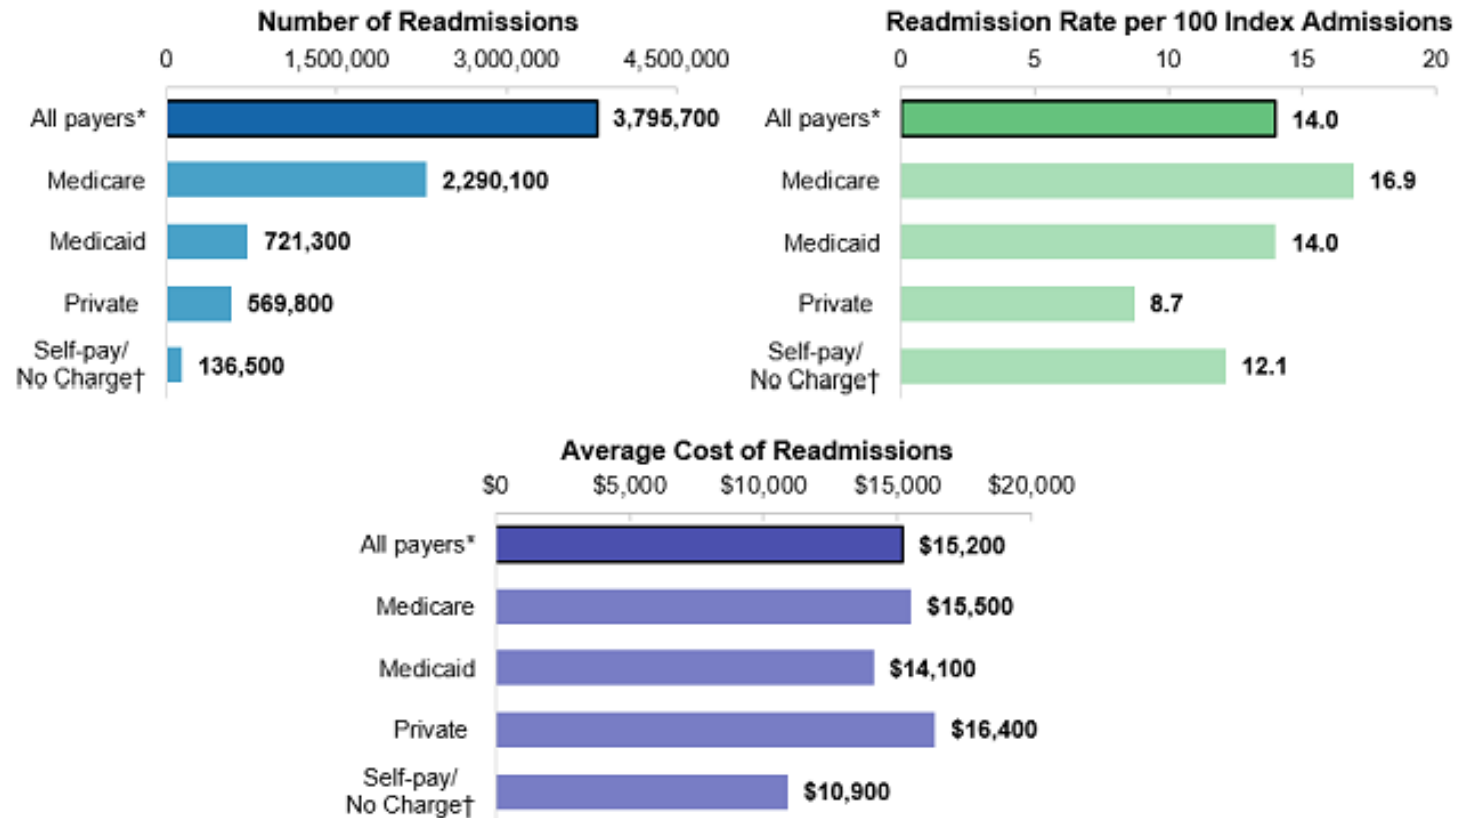 Number of Readmissions
0 1,500,000 3,000,000 4,500,000
All payers* 3,795,700
Medicare 2,290,100
Medicaid 721,300
Private 569,800
Self-pay/
No Charge† 136,500
Readmission Rate per 100 Index Admissions
0 5 10 15 20
All payers* 14.0
Medicare 16.9
Medicaid 14.0
Private 8.7
Self-pay/
No Charge† 12.1
Average Cost of Readmissions
$0 $5,000 $10,000 $15,000 $20,000
All payers* $15,200
Medicare $15,500
Medicaid $14,100
Private $16,400
Self-pay/
No Charge† $10,900